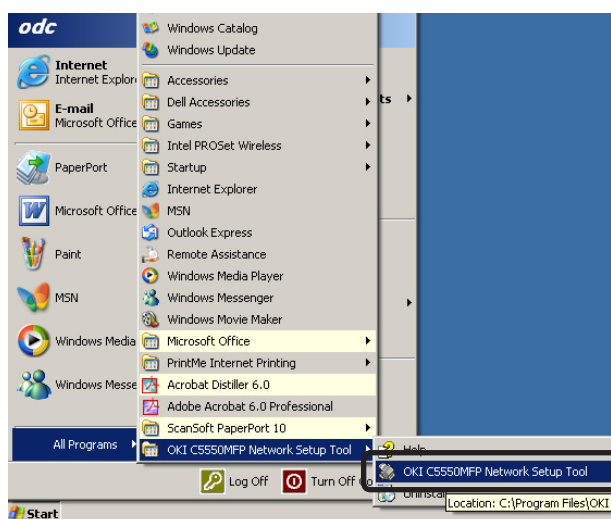 odc
Internet
Internet Explor
E-mail
Microsoft Office
PaperPort
Microsoft Office
Paint
MSN
Windows Media
Windows Messe
All Programs
Windows Catalog
Windows Update
Accessories
Dell Accessories
Games
Intel PROSet Wireless
Startup
Internet Explorer
MSN
Outlook Express
Remote Assistance
Windows Media Player
Windows Messenger
Windows Movie Maker
Microsoft Office
PrintMe Internet Printing
Acrobat Distiller 6.0
Adobe Acrobat 6.0 Professional
ScanSoft PaperPort 10
OKI C5550MFP Network Setup Tool
ts
Help
OKI C5550MFP Network Setup Tool
Uninstal
Location: C:\Program Files\OKI
Log Off
Turn Off Co
Start